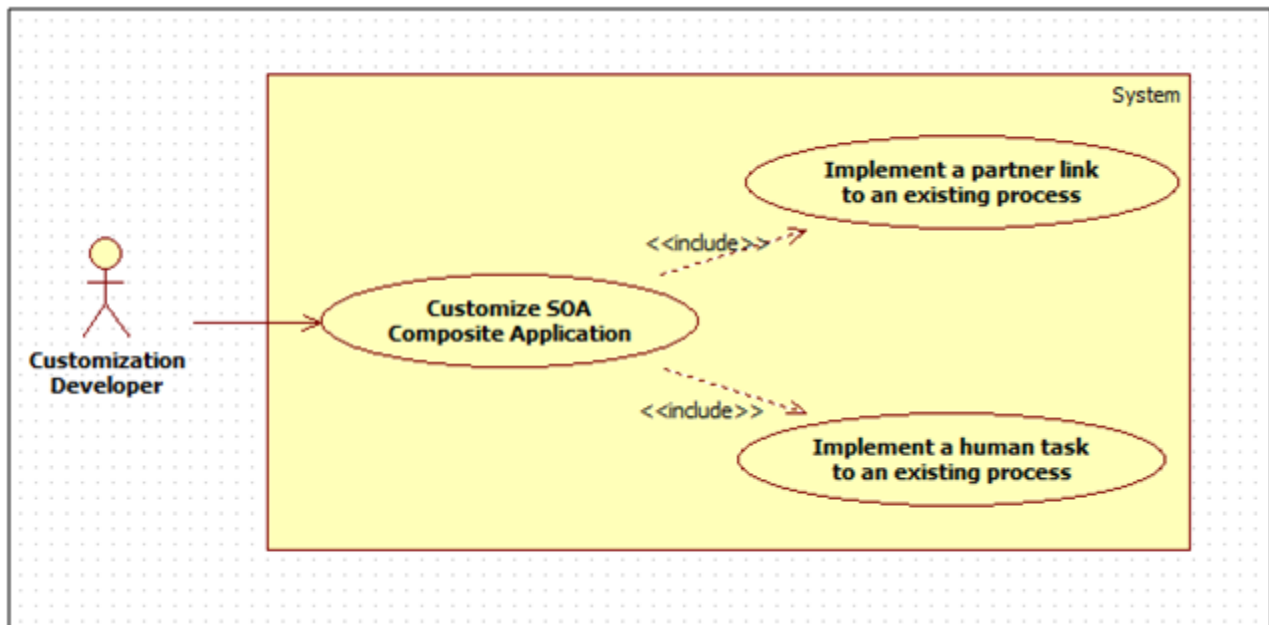 System
Implement a partner link
to an existing process
<<include>>
Customize SOA
Composite Application
Customization
Developer
<<include>>
Implement a human task
to an existing process